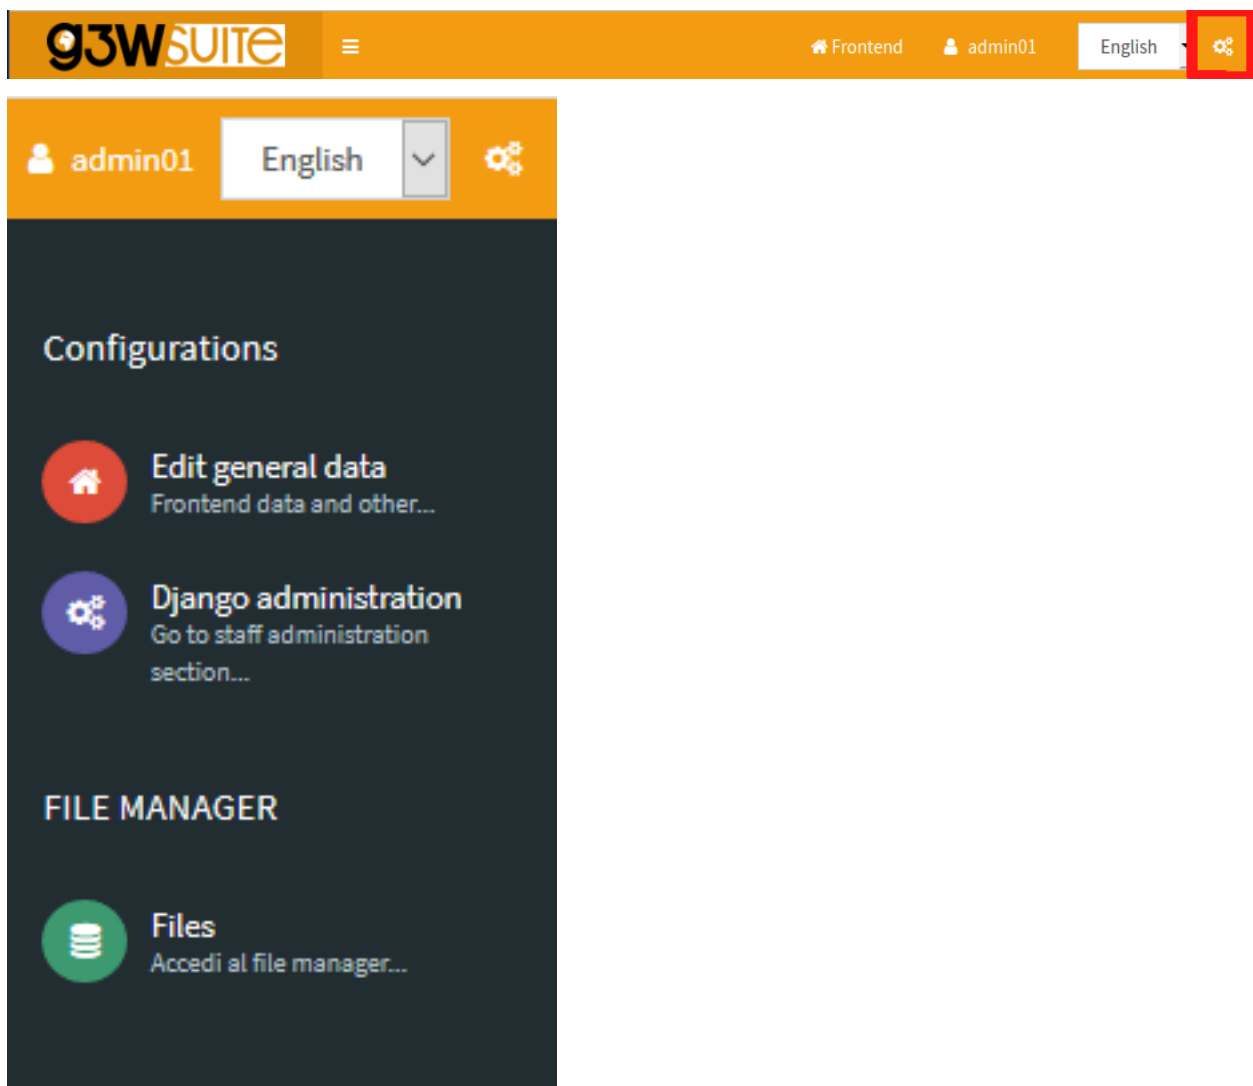 g3wsuite
Frontend admin01 English
admin01 English
Configurations
Edit general data
Frontend data and other...
Django administration
Go to staff administration
section...
FILE MANAGER
Files
Accedi al file manager...